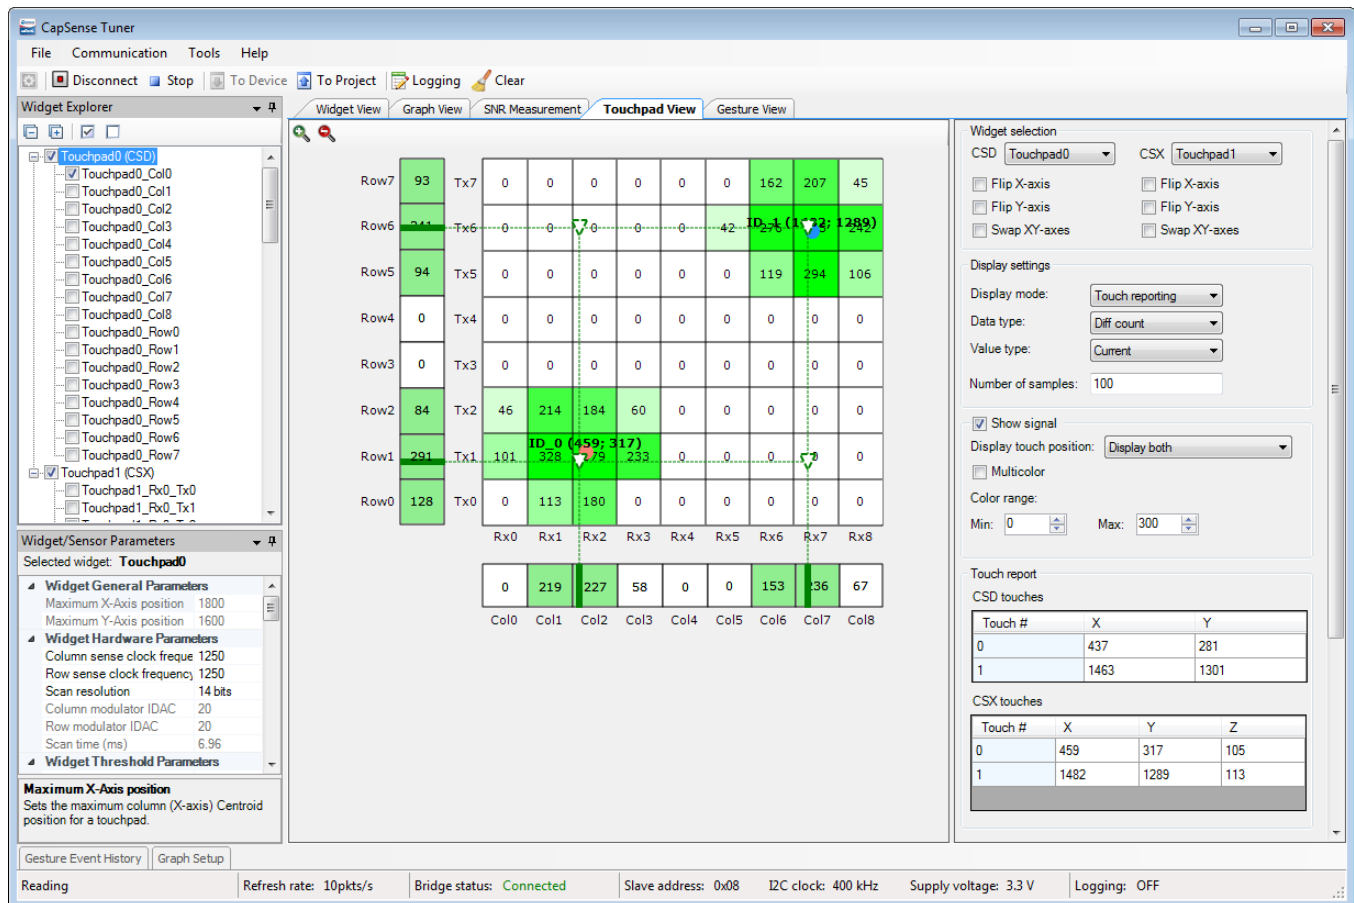 CapSense Tuner
File Communication Tools Help
Disconnect Stop To Device To Project Logging Clear
Widget Explorer
Touchpad0 (CSD)
Touchpad0_Col0
Touchpad0_Col1
Touchpad0_Col2
Touchpad0_Col3
Touchpad0_Col4
Touchpad0_Col5
Touchpad0_Col6
Touchpad0_Col7
Touchpad0_Col8
Touchpad0_Row0
Touchpad0_Row1
Touchpad0_Row2
Touchpad0_Row3
Touchpad0_Row4
Touchpad0_Row5
Touchpad0_Row6
Touchpad0_Row7
Touchpad1 (CSX)
Touchpad1_Rx0_Tx0
Touchpad1_Rx0_Tx1
Widget/Sensor Parameters
Selected widget: Touchpad0
Widget General Parameters
Maximum X-Axis position 1800
Maximum Y-Axis position 1600
Widget Hardware Parameters
Column sense clock freque 1250
Row sense clock frequency 1250
Scan resolution 14 bits
Column modulator IDAC 20
Row modulator IDAC 20
Scan time (ms) 6.96
Widget Threshold Parameters
Maximum X-Axis position
Sets the maximum column (X-axis) Centroid
position for a touchpad.
Gesture Event History Graph Setup
Widget View Graph View SNR Measurement Touchpad View Gesture View
Row7 93 Tx7 0 0 0 0 0 0 162 207 45
ID_1 ( 1289)
Row6 241 Tx6 0 0 0 0 0 42 276 242
Row5 94 Tx5 0 0 0 0 0 0 119 294 106
Row4 0 Tx4 0 0 0 0 0 0 0 0 0
Row3 0 Tx3 0 0 0 0 0 0 0 0 0
Row2 84 Tx2 46 214 184 60 0 0 0 0 0
ID_0 (459; 317)
Row1 291 Tx1 101 328 233 0 0 0 0
Row0 128 Tx0 0 113 180 0 0 0 0 0 0
Rx0 Rx1 Rx2 Rx3 Rx4 Rx5 Rx6 Rx7 Rx8
0 219 227 58 0 0 153 67
Col0 Col1 Col2 Col3 Col4 Col5 Col6 Col7 Col8
Widget selection
CSD Touchpad0 CSX Touchpad1
Flip X-axis Flip X-axis
Flip Y-axis Flip Y-axis
Swap XY-axes Swap XY-axes
Display settings
Display mode: Touch reporting
Data type: Diff count
Value type: Current
Number of samples: 100
Show signal
Display touch position: Display both
Multicolor
Color range:
Min: 0 Max: 300
Touch report
CSD touches
Touch # X Y
0 437 281
1 1463 1301
CSX touches
Touch # X Y Z
0 459 317 105
1 1482 1289 113
Reading Refresh rate: 10pkts/s Bridge status: Connected Slave address: 0x08 I2C clock: 400 kHz Supply voltage: 3.3 V Logging: OFF